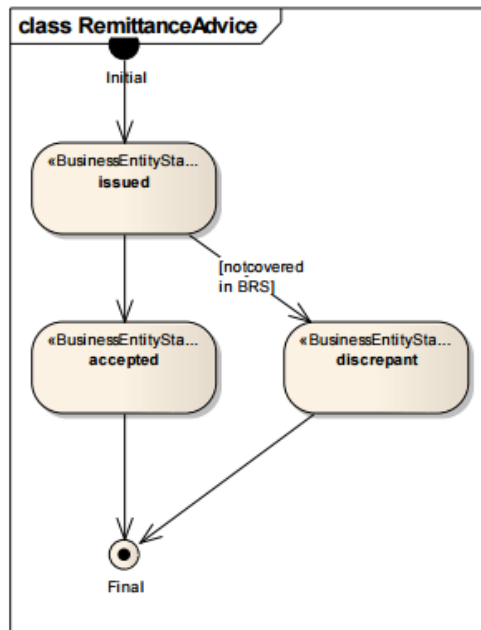 class RemittanceAdvice
Initial
«BusinessEntitySta...
issued
[notcovered
in BRS]
«BusinessEntitySta...
accepted
«BusinessEntitySta...
discrepant
Final